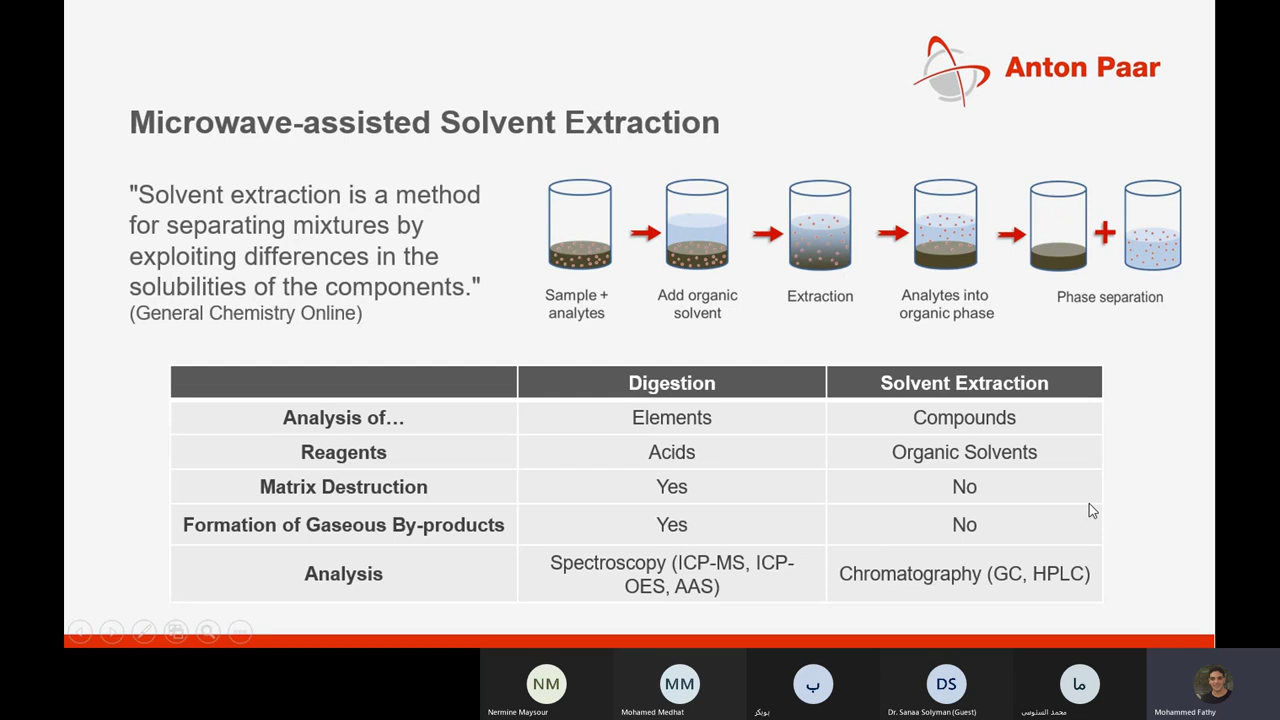 Anton Paar
Microwave-assisted Solvent Extraction
"Solvent extraction is a method
for separating mixtures by
exploiting differences in the
solubilities of the components."
(General Chemistry Online)
Sample +
analytes
Add organic
solvent
Extraction
Analytes into
organic phase
Phase separation
Digestion
Solvent Extraction
Analysis of…
Elements
Compounds
Reagents
Acids
Organic Solvents
Matrix Destruction
Yes
No
Formation of Gaseous By-products
Yes
No
Analysis
Spectroscopy (ICP-MS, ICP-
OES, AAS)
Chromatography (GC, HPLC)
NM
Nermine Maysour
MM
Mohamed Medhat
ب
بوبكر
DS
Dr. Sanaa Solyman (Guest)
ما
محمد السنوسي
Mohammed Fathy